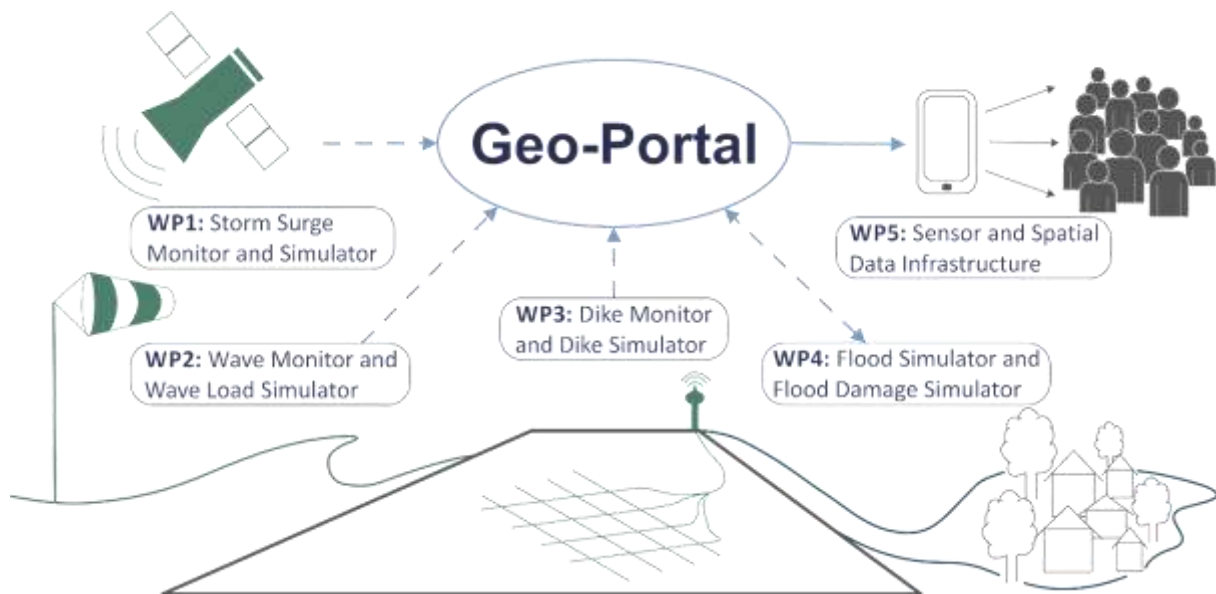 Geo-Portal
WP1: Storm Surge
Monitor and Simulator
WP5: Sensor and Spatial
Data Infrastructure
WP3: Dike Monitor
and Dike Simulator
WP2: Wave Monitor and
Wave Load Simulator
WP4: Flood Simulator and
Flood Damage Simulator